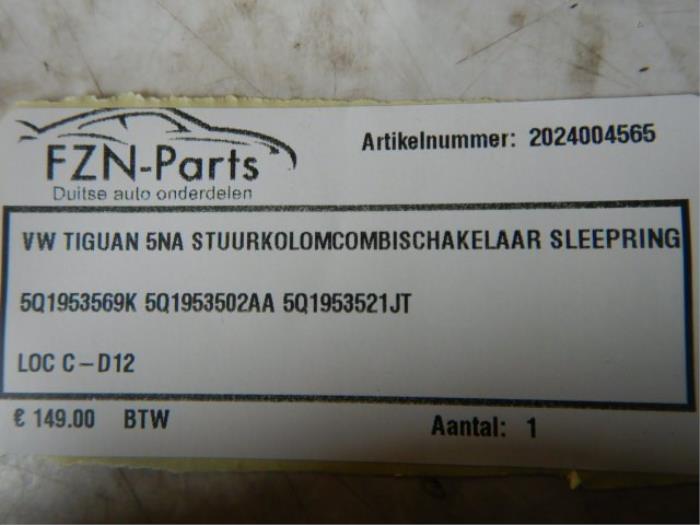 FZN-Parts
Duitse auto onderdelen
Artikelnummer: 2024004565
VW TIGUAN 5NA STUURKOLOMCOMBISCHAKELAAR SLEEPRING
5Q1953569K 5Q1953502AA 5Q1953521JT
LOC C-D12
€ 149.00 BTW
Aantal: 1